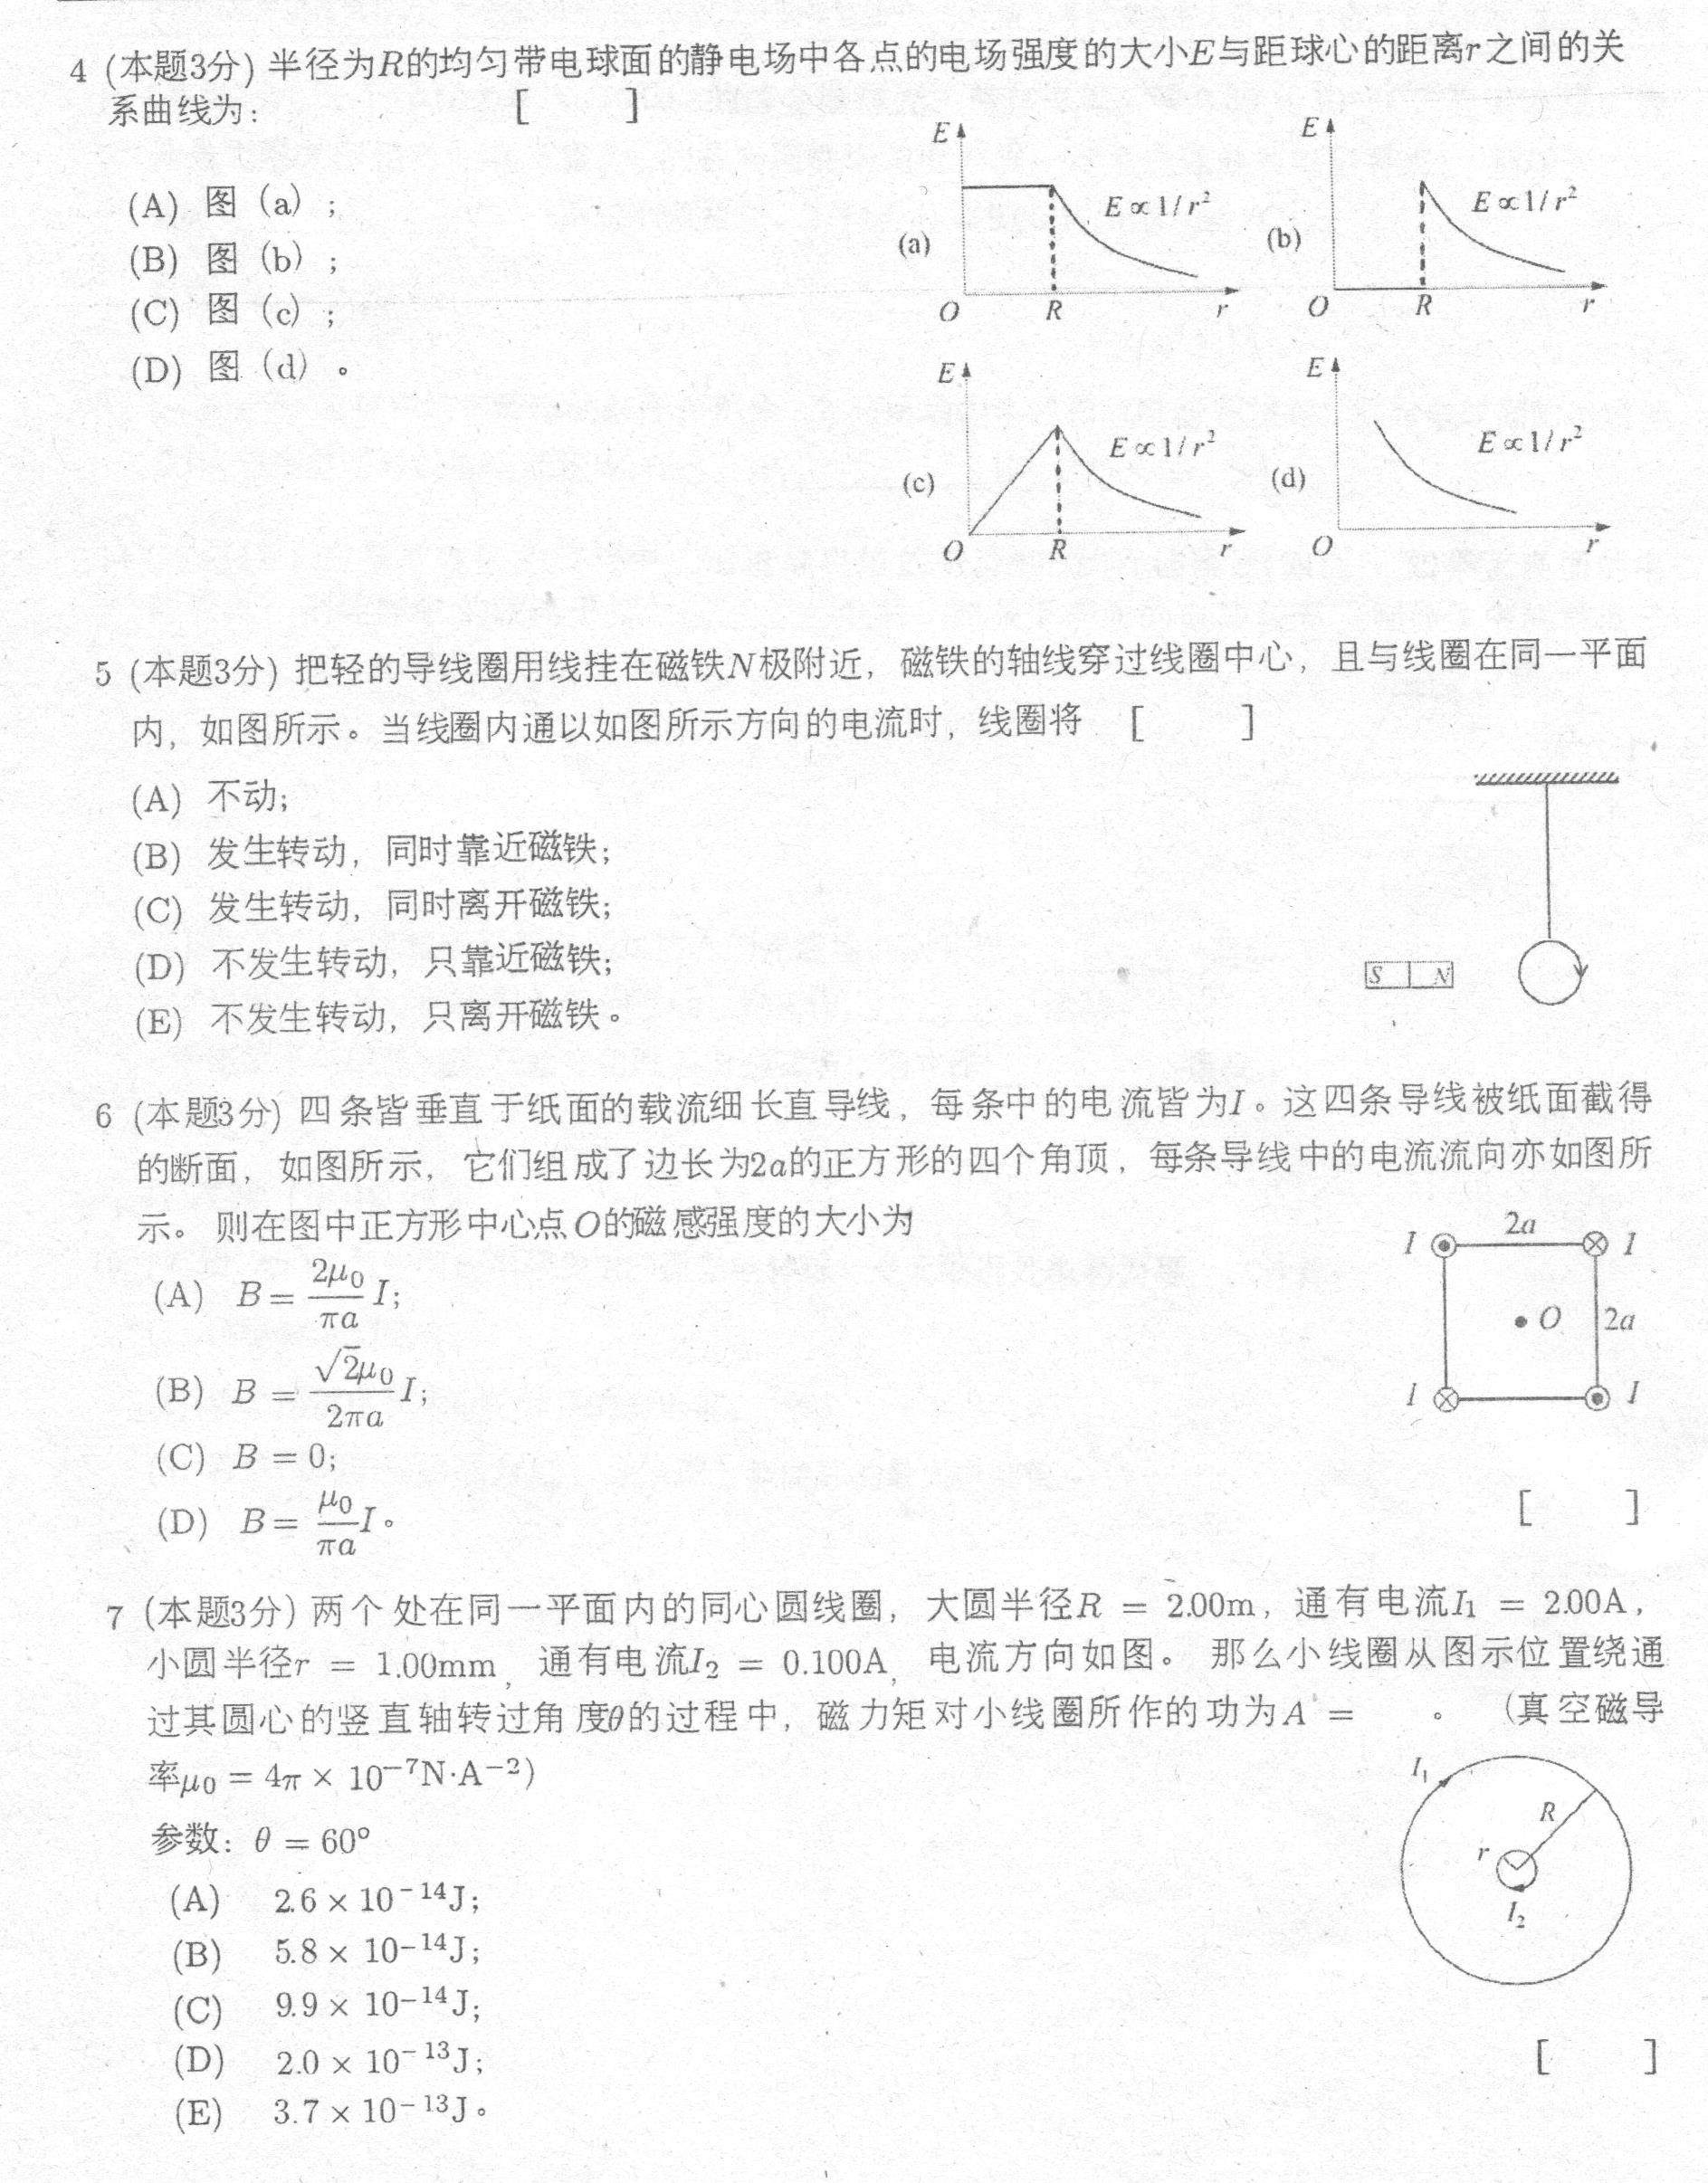 4 (本题3分) 半径为R的均匀带电球面的静电场中各点的电场强度的大小E与距球心的距离r之间的关
系曲线为： [ ]
(A) 图 (a) ；
(B) 图 (b) ；
(C) 图 (c) ；
(D) 图 (d) 。
E
E∝1/r²
(a)
O
R
r
E
E∝1/r²
(b)
O
R
r
E
E∝1/r²
(c)
O
R
r
E
E∝1/r²
(d)
O
r
5 (本题3分) 把轻的导线圈用线挂在磁铁N极附近，磁铁的轴线穿过线圈中心，且与线圈在同一平面
内，如图所示。当线圈内通以如图所示方向的电流时，线圈将 [ ]
(A) 不动；
(B) 发生转动，同时靠近磁铁；
(C) 发生转动，同时离开磁铁；
(D) 不发生转动，只靠近磁铁；
(E) 不发生转动，只离开磁铁。
S N
6 (本题3分) 四条皆垂直于纸面的载流细长直导线，每条中的电流皆为I。这四条导线被纸面截得
的断面，如图所示，它们组成了边长为2a的正方形的四个角顶，每条导线中的电流流向亦如图所
示。 则在图中正方形中心点O的磁感强度的大小为
(A) B = 2μ₀/πa I；
(B) B = √2μ₀/2πa I；
(C) B = 0；
(D) B = μ₀/πa I。
[ ]
I 2a I
O 2a
I I
7 (本题3分) 两个处在同一平面内的同心圆线圈，大圆半径R = 2.00m，通有电流I₁ = 2.00A，
小圆半径r = 1.00mm，通有电流I₂ = 0.100A，电流方向如图。 那么小线圈从图示位置绕通
过其圆心的竖直轴转过角度θ的过程中，磁力矩对小线圈所作的功为A = 。 (真空磁导
率μ₀ = 4π × 10⁻⁷N·A⁻²)
参数：θ = 60°
(A) 2.6 × 10⁻¹⁴J；
(B) 5.8 × 10⁻¹⁴J；
(C) 9.9 × 10⁻¹⁴J；
(D) 2.0 × 10⁻¹³J；
(E) 3.7 × 10⁻¹³J。
[ ]
I₁
R
r
I₂